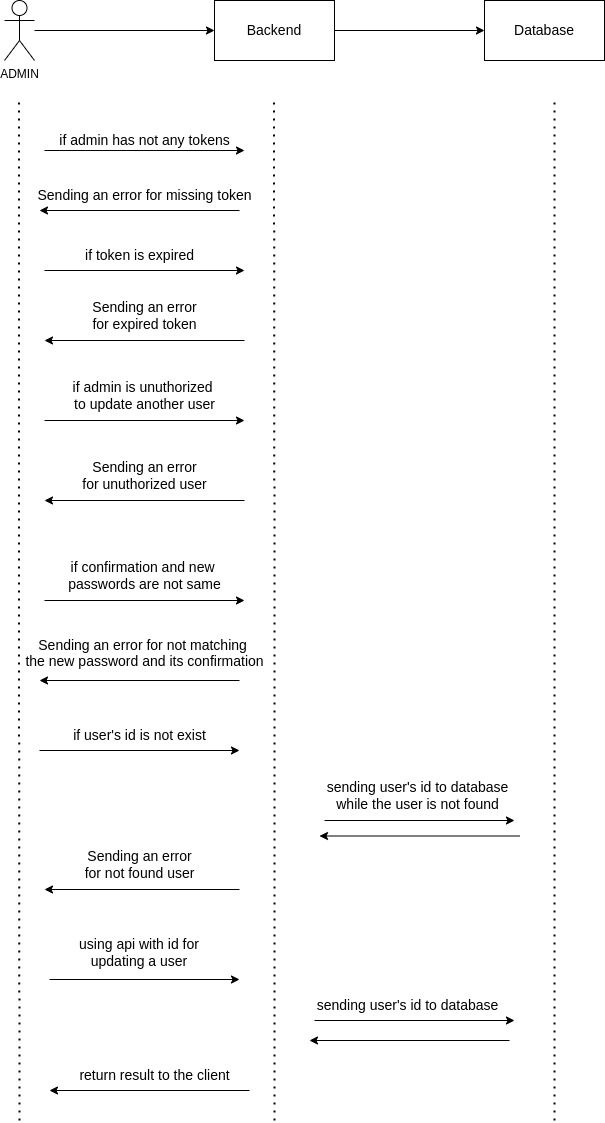 Backend
Database
ADMIN
if admin has not any tokens
Sending an error for missing token
if token is expired
Sending an error
for expired token
if admin is unuthorized
to update another user
Sending an error
for unuthorized user
if confirmation and new
passwords are not same
Sending an error for not matching
the new password and its confirmation
if user's id is not exist
sending user's id to database
while the user is not found
Sending an error
for not found user
using api with id for
updating a user
sending user's id to database
return result to the client